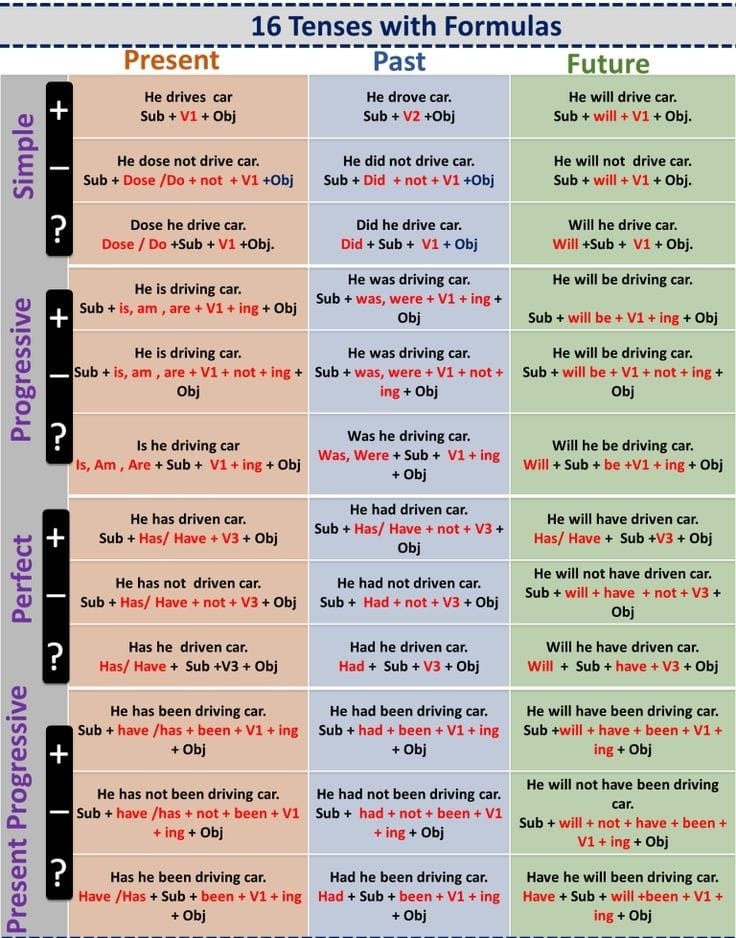 16 Tenses with Formulas
Present
Past
Future
Simple
+
He drives car
Sub + V1 + Obj
He drove car.
Sub + V2 +Obj
He will drive car.
Sub + will + V1 + Obj.
–
He dose not drive car.
Sub + Dose /Do + not + V1 +Obj
He did not drive car.
Sub + Did + not + V1 +Obj
He will not drive car.
Sub + will + V1 + Obj.
?
Dose he drive car.
Dose / Do +Sub + V1 +Obj.
Did he drive car.
Did + Sub + V1 + Obj
Will he drive car.
Will +Sub + V1 + Obj.
Progressive
+
He is driving car.
Sub + is, am , are + V1 + ing + Obj
He was driving car.
Sub + was, were + V1 + ing +
Obj
He will be driving car.
Sub + will be + V1 + ing + Obj
–
He is driving car.
Sub + is, am , are + V1 + not + ing +
Obj
He was driving car.
Sub + was, were + V1 + not +
ing + Obj
He will be driving car.
Sub + will be + V1 + not + ing +
Obj
?
Is he driving car
Is, Am , Are + Sub + V1 + ing + Obj
Was he driving car.
Was, Were + Sub + V1 + ing
+ Obj
Will he be driving car.
Will + Sub + be +V1 + ing + Obj
Perfect
+
He has driven car.
Sub + Has/ Have + V3 + Obj
He had driven car.
Sub + Has/ Have + not + V3 +
Obj
He will have driven car.
Has/ Have + Sub +V3 + Obj
–
He has not driven car.
Sub + Has/ Have + not + V3 + Obj
He had not driven car.
Sub + Had + not + V3 + Obj
He will not have driven car.
Sub + will + have + not + V3 +
Obj
?
Has he driven car.
Has/ Have + Sub +V3 + Obj
Had he driven car.
Had + Sub + V3 + Obj
Will he have driven car.
Will + Sub + have + V3 + Obj
Present Progressive
+
He has been driving car.
Sub + have /has + been + V1 + ing
+ Obj
He had been driving car.
Sub + had + been + V1 + ing
+ Obj
He will have been driving car.
Sub +will + have + been + V1 +
ing + Obj
–
He has not been driving car.
Sub + have /has + not + been + V1
+ ing + Obj
He had not been driving car.
Sub + had + not + been + V1
+ ing + Obj
He will not have been driving
car.
Sub + will + not + have + been +
V1 + ing + Obj
?
Has he been driving car.
Have /Has + Sub + been + V1 + ing
+ Obj
Had he been driving car.
Had + Sub + been + V1 + ing
+ Obj
Have he will been driving car.
Have + Sub + will +been + V1 +
ing + Obj